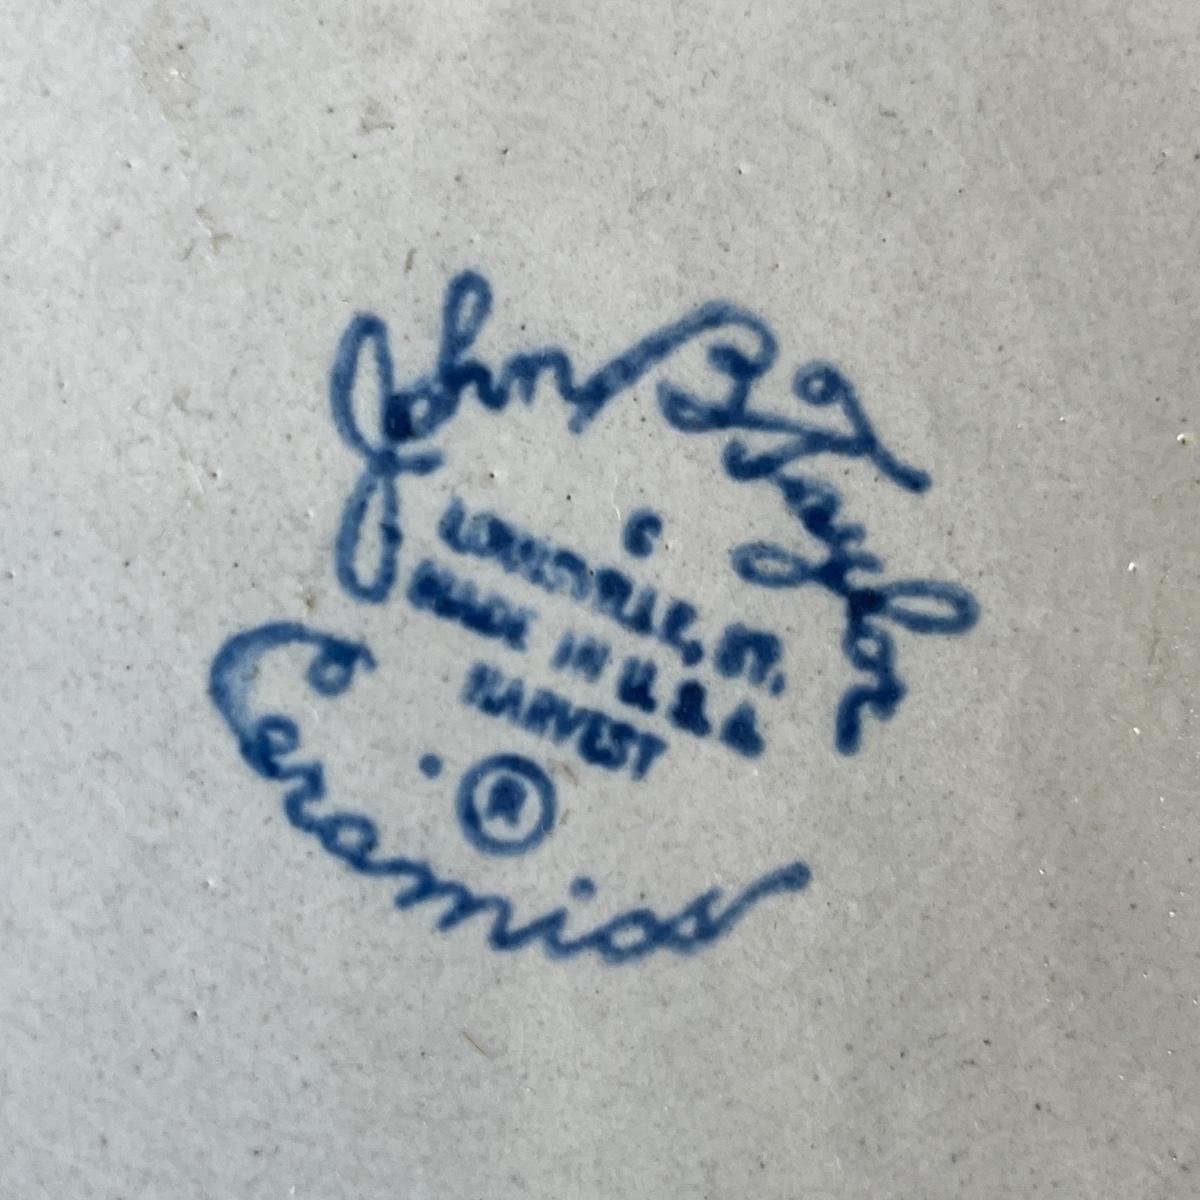 John B. Taylor
©
LOUISVILLE, KY.
MADE IN U.S.A.
HARVEST
®
Ceramics